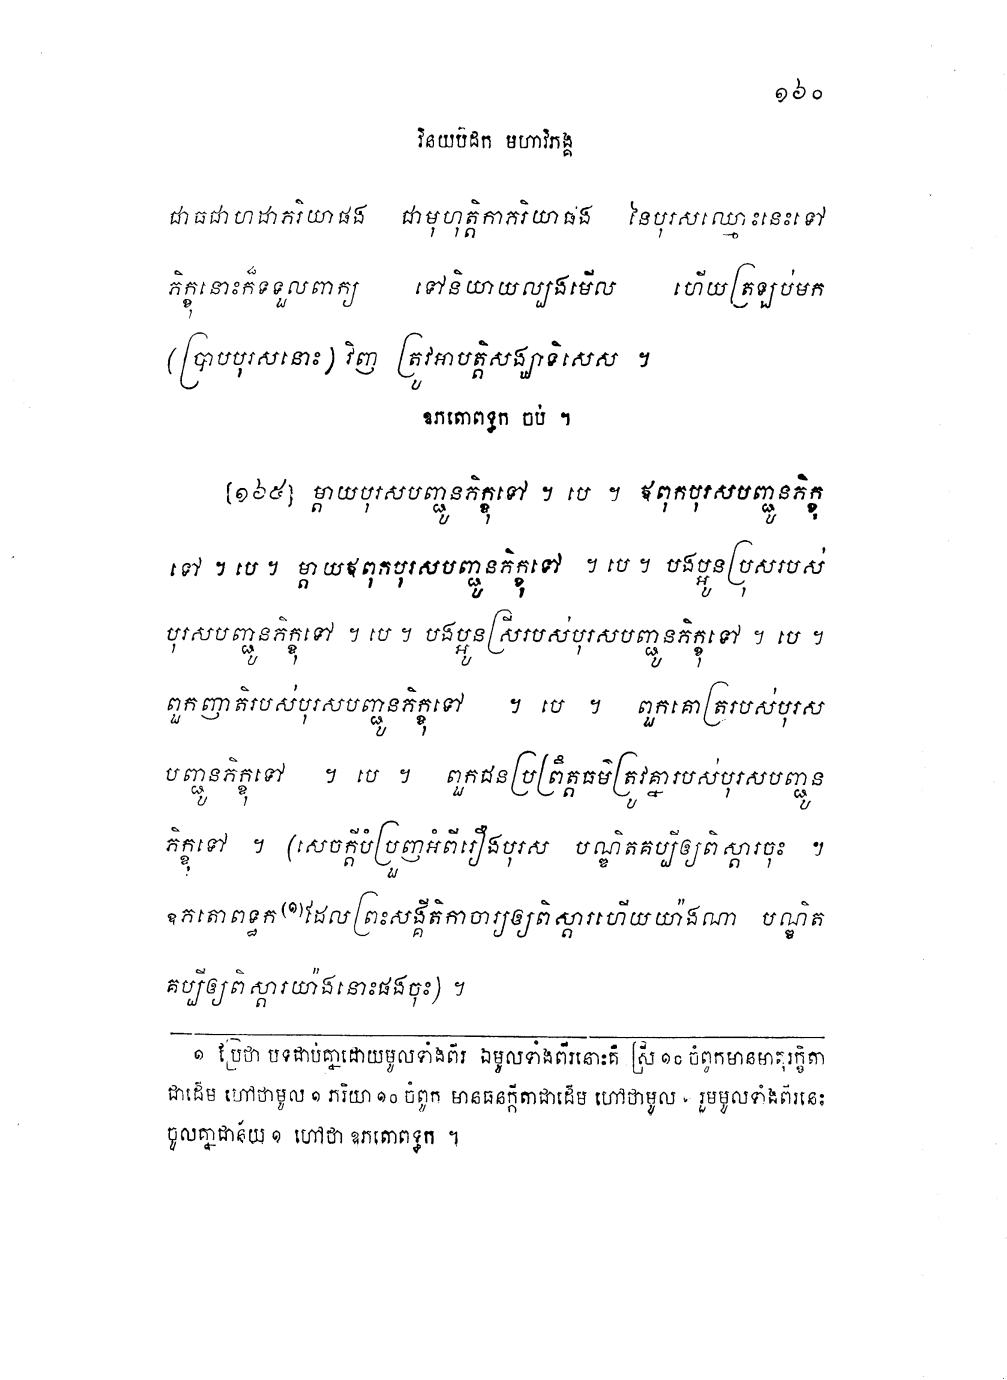 ១៦០
វិនយបិដក មហាវិភង្គ
ជាធជាហដាភរិយាផង ជាមុហុត្តិកាភរិយាផង នៃបុរសឈ្មោះនេះទៅ
ភិក្ខុនោះក៏ទទួលពាក្យ ទៅនិយាយល្បងមើល ហើយត្រឡប់មក
(ប្រាបបុរសនោះ) វិញ ត្រូវអាបត្តិសង្ឃាទិសេស ។
ឧភតោពទ្ធក ចប់ ។
[១៦៥] ម្តាយបុរសបញ្ជូនភិក្ខុទៅ ។ បេ ។ ឪពុកបុរសបញ្ជូនភិក្ខុ
ទៅ ។ បេ ។ ម្តាយឪពុកបុរសបញ្ជូនភិក្ខុទៅ ។ បេ ។ បងប្អូនប្រុសរបស់
បុរសបញ្ជូនភិក្ខុទៅ ។ បេ ។ បងប្អូនស្រីរបស់បុរសបញ្ជូនភិក្ខុទៅ ។ បេ ។
ពួកញាតិរបស់បុរសបញ្ជូនភិក្ខុទៅ ។ បេ ។ ពួកគោត្ររបស់បុរស
បញ្ជូនភិក្ខុទៅ ។ បេ ។ ពួកជនប្រព្រឹត្តធម៌ត្រូវគ្នារបស់បុរសបញ្ជូន
ភិក្ខុទៅ ។ (សេចក្តីបំប្រួញអំពីរឿងបុរស បណ្ឌិតគប្បីឲ្យពិស្តារចុះ ។
ឧភតោពទ្ធក(១)ដែលព្រះសង្គីតិកាចារ្យឲ្យពិស្តារហើយយ៉ាងណា បណ្ឌិត
គប្បីឲ្យពិស្តារយ៉ាងនោះផងចុះ) ។
១ ប្រែថា បទជាប់គ្នាដោយមូលទាំងពីរ ឯមូលទាំងពីរនោះគឺ ស្រី ១០ ចំពូកមានមាតុរក្ខិតា
ជាដើម ហៅថាមូល ១ ភរិយា ១០ ចំពូក មានធនក្កីតាជាដើម ហៅថាមូល រួមមូលទាំងពីរនេះ
ចូលគ្នាជាន័យ ១ ហៅថា ឧភតោពទ្ធក ។